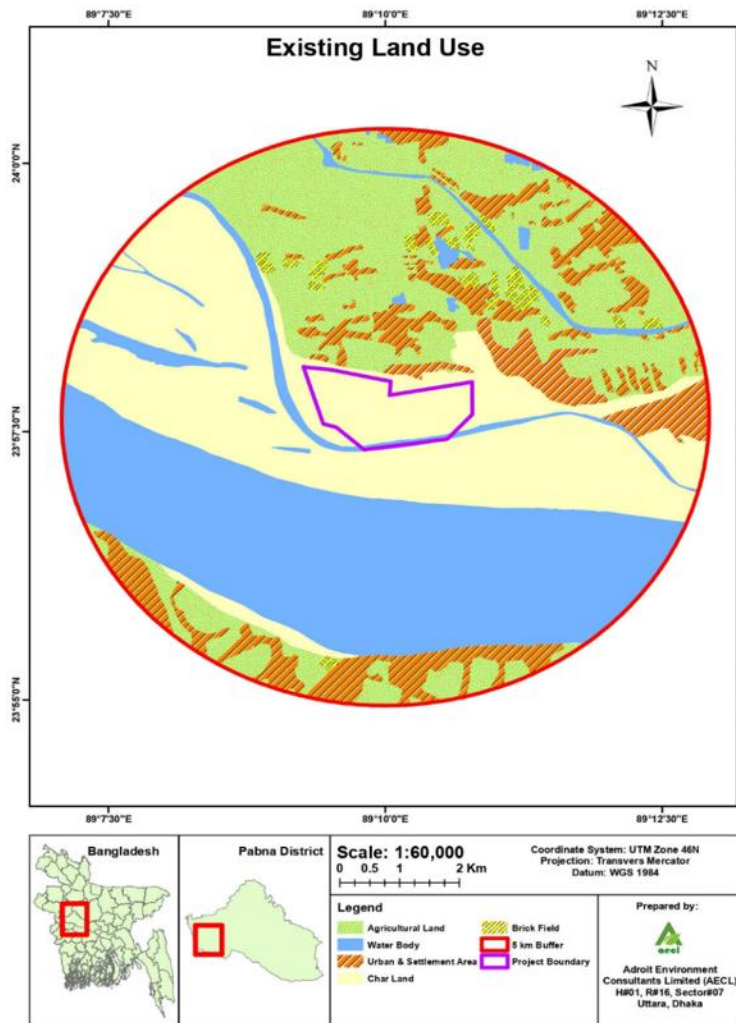 89°7'30"E 89°10'0"E 89°12'30"E
Existing Land Use
N
24°0'0"N
23°57'30"N
23°55'0"N
89°7'30"E 89°10'0"E 89°12'30"E
Bangladesh
Pabna District
Scale: 1:60,000
0 0.5 1 2 Km
Coordinate System: UTM Zone 46N
Projection: Transvers Mercator
Datum: WGS 1984
Legend
Agricultural Land
Water Body
Urban & Settlement Area
Char Land
Brick Field
5 km Buffer
Project Boundary
Prepared by:
aecl
Adroit Environment
Consultants Limited (AECL)
H#01, R#16, Sector#07
Uttara, Dhaka